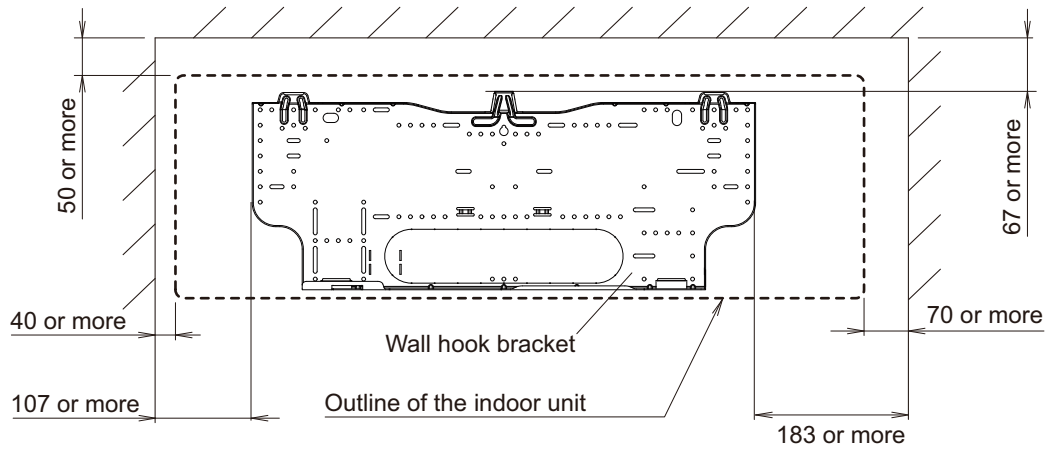 50 or more
67 or more
40 or more
70 or more
Wall hook bracket
107 or more
Outline of the indoor unit
183 or more